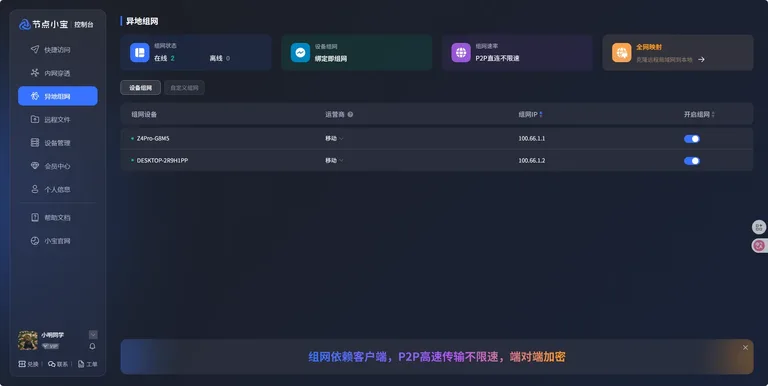 节点小宝 | 控制台
快捷访问
内网穿透
异地组网
远程文件
设备管理
会员中心
个人信息
帮助文档
小宝官网
小明同学
VIP
兑换
联系
工单
异地组网
组网状态
在线 2 离线 0
设备组网
绑定即组网
组网速率
P2P直连不限速
全网映射
克隆远程局域网到本地
设备组网 自定义组网
组网设备 运营商 组网IP 开启组网
Z4Pro-G8MS 移动 100.66.1.1
DESKTOP-2R9H1PP 移动 100.66.1.2
组网依赖客户端，P2P高速传输不限速，端对端加密